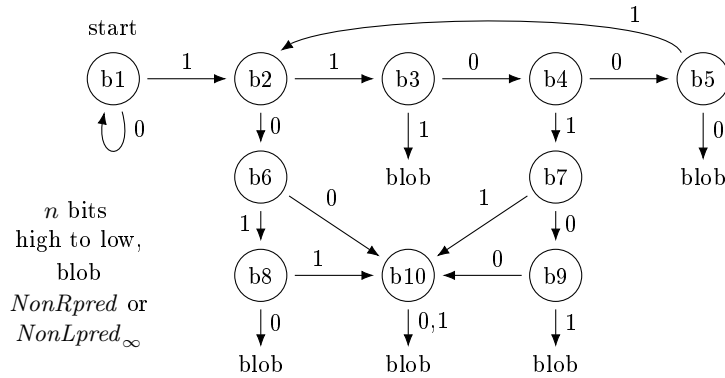 1
start
b1 1 b2 1 b3 0 b4 0 b5
0 0 1 1 0
b6 blob b7 blob
n bits 0 1
high to low, 1 0
blob b8 1 b10 0 b9
NonRpred or
NonLpred∞ 0 0,1 1
blob blob blob